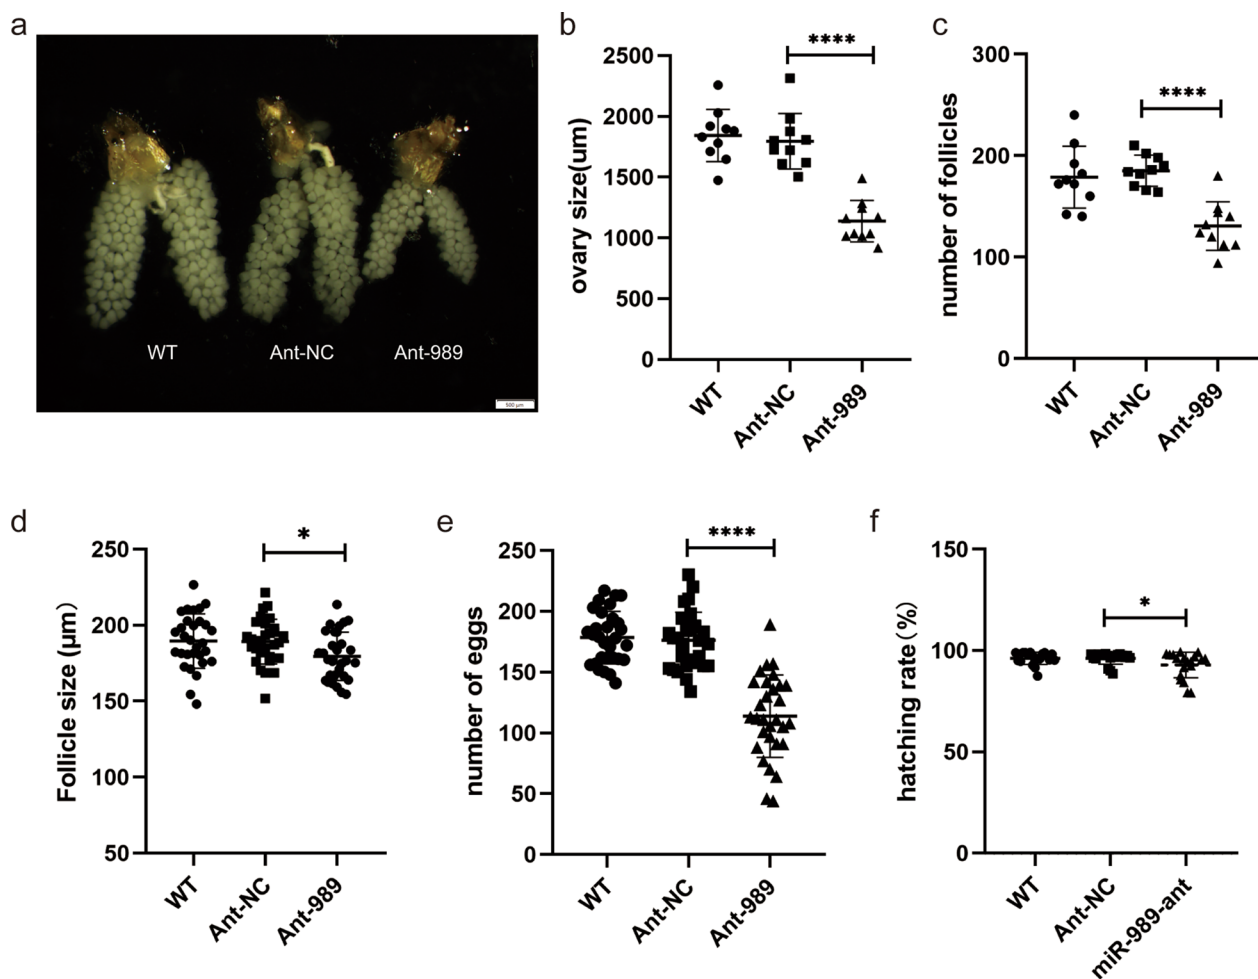 a
WT
Ant-NC
Ant-989
500 μm
b
ovary size(um)
2500
2000
1500
1000
500
0
****
WT
Ant-NC
Ant-989
c
number of follicles
300
200
100
0
****
WT
Ant-NC
Ant-989
d
Follicle size (μm)
250
200
150
100
50
*
WT
Ant-NC
Ant-989
e
number of eggs
250
200
150
100
50
0
****
WT
Ant-NC
Ant-989
f
hatching rate(%)
150
100
50
0
*
WT
Ant-NC
miR-989-ant